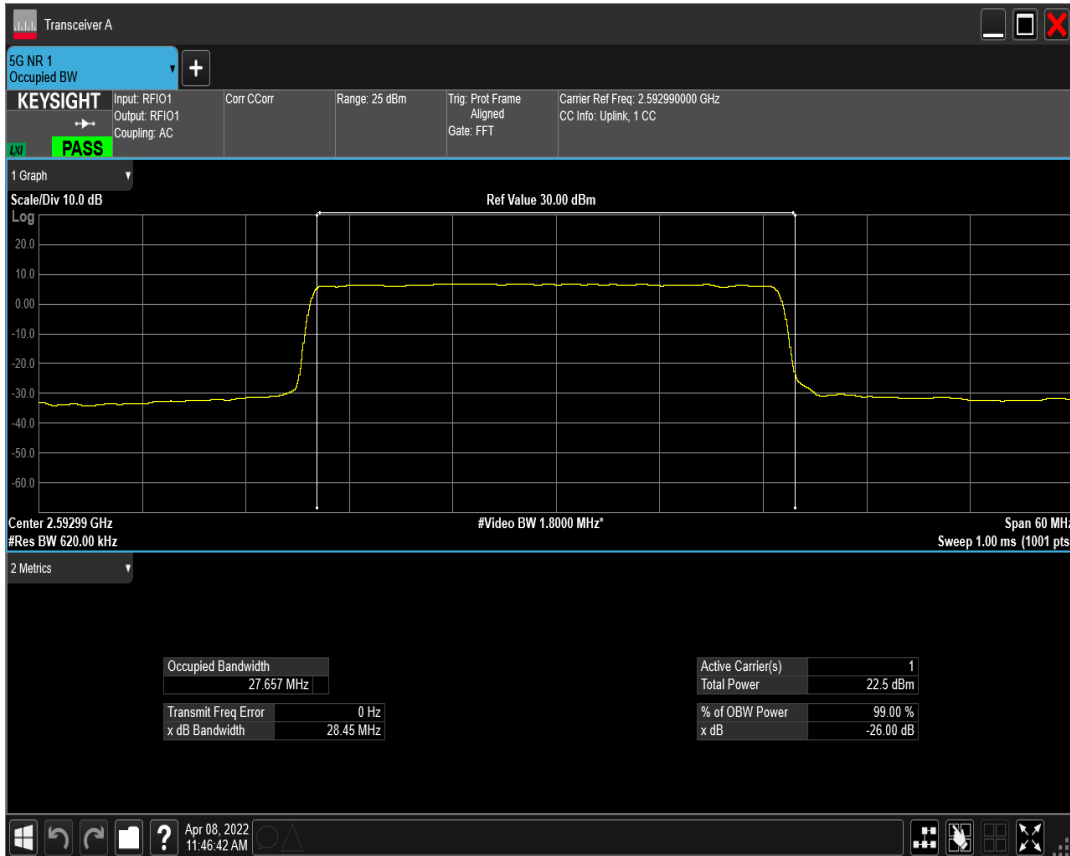 Transceiver A
5G NR 1
Occupied BW
KEYSIGHT
LXI
PASS
Input: RFIO1
Output: RFIO1
Coupling: AC
Corr CCorr
Range: 25 dBm
Trig: Prot Frame
Aligned
Gate: FFT
Carrier Ref Freq: 2.592990000 GHz
CC Info: Uplink, 1 CC
1 Graph
Scale/Div 10.0 dB
Ref Value 30.00 dBm
Log
20.0
10.0
0.00
-10.0
-20.0
-30.0
-40.0
-50.0
-60.0
Center 2.59299 GHz
#Video BW 1.8000 MHz*
Span 60 MHz
#Res BW 620.00 kHz
Sweep 1.00 ms (1001 pts
2 Metrics
Occupied Bandwidth
27.657 MHz
Transmit Freq Error 0 Hz
x dB Bandwidth 28.45 MHz
Active Carrier(s) 1
Total Power 22.5 dBm
% of OBW Power 99.00 %
x dB -26.00 dB
?
Apr 08, 2022
11:46:42 AM